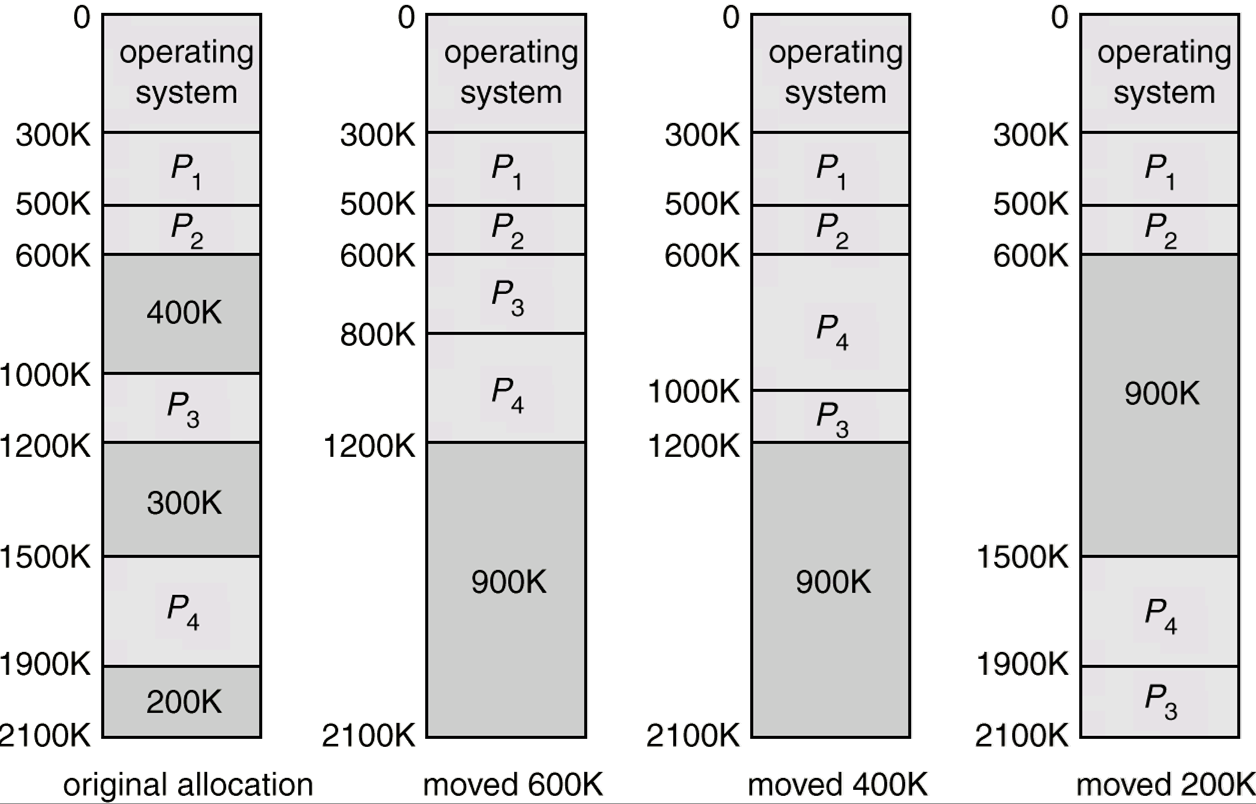 0
operating
system
300K
P1
500K
P2
600K
400K
1000K
P3
1200K
300K
1500K
P4
1900K
200K
2100K
original allocation
0
operating
system
300K
P1
500K
P2
600K
P3
800K
P4
1200K
900K
2100K
moved 600K
0
operating
system
300K
P1
500K
P2
600K
P4
1000K
P3
1200K
900K
2100K
moved 400K
0
operating
system
300K
P1
500K
P2
600K
900K
1500K
P4
1900K
P3
2100K
moved 200K